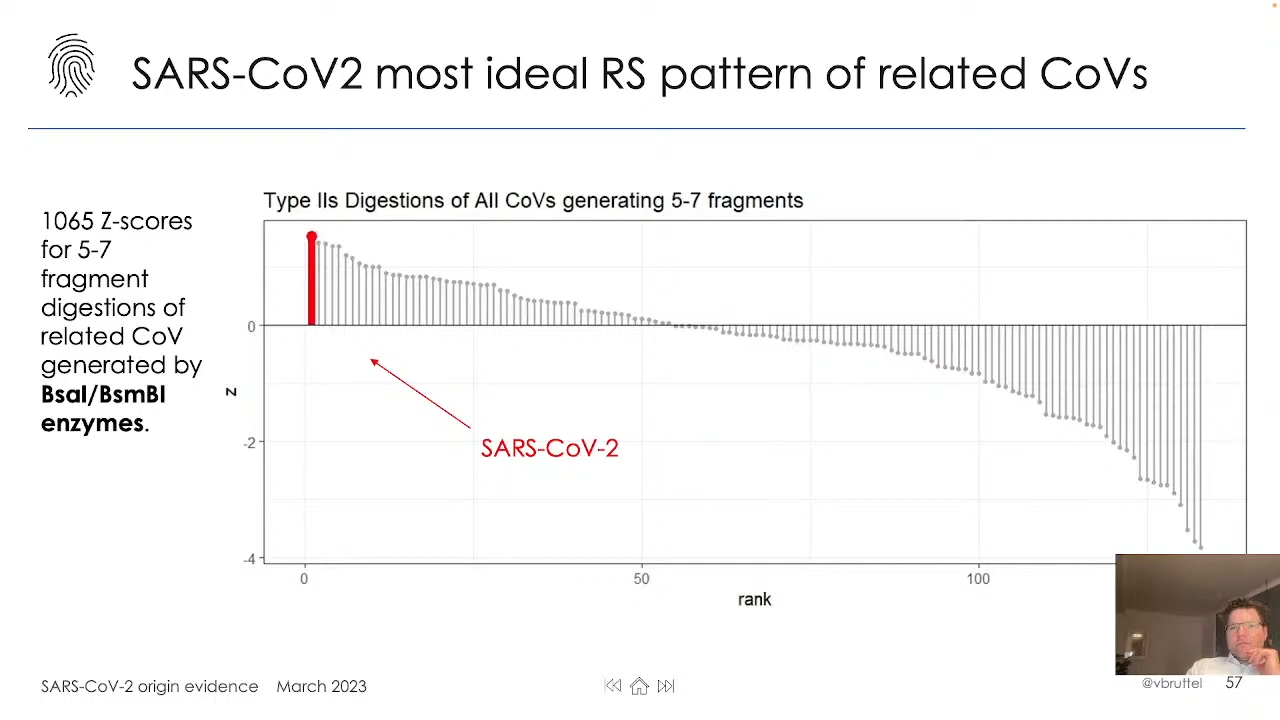 SARS-CoV2 most ideal RS pattern of related CoVs
Type IIs Digestions of All CoVs generating 5-7 fragments
1065 Z-scores
for 5-7
fragment
digestions of
related CoV
generated by
BsaI/BsmBI
enzymes.
z
0
-2
-4
SARS-CoV-2
0
50
100
rank
SARS-CoV-2 origin evidence March 2023
@vbruttel
57